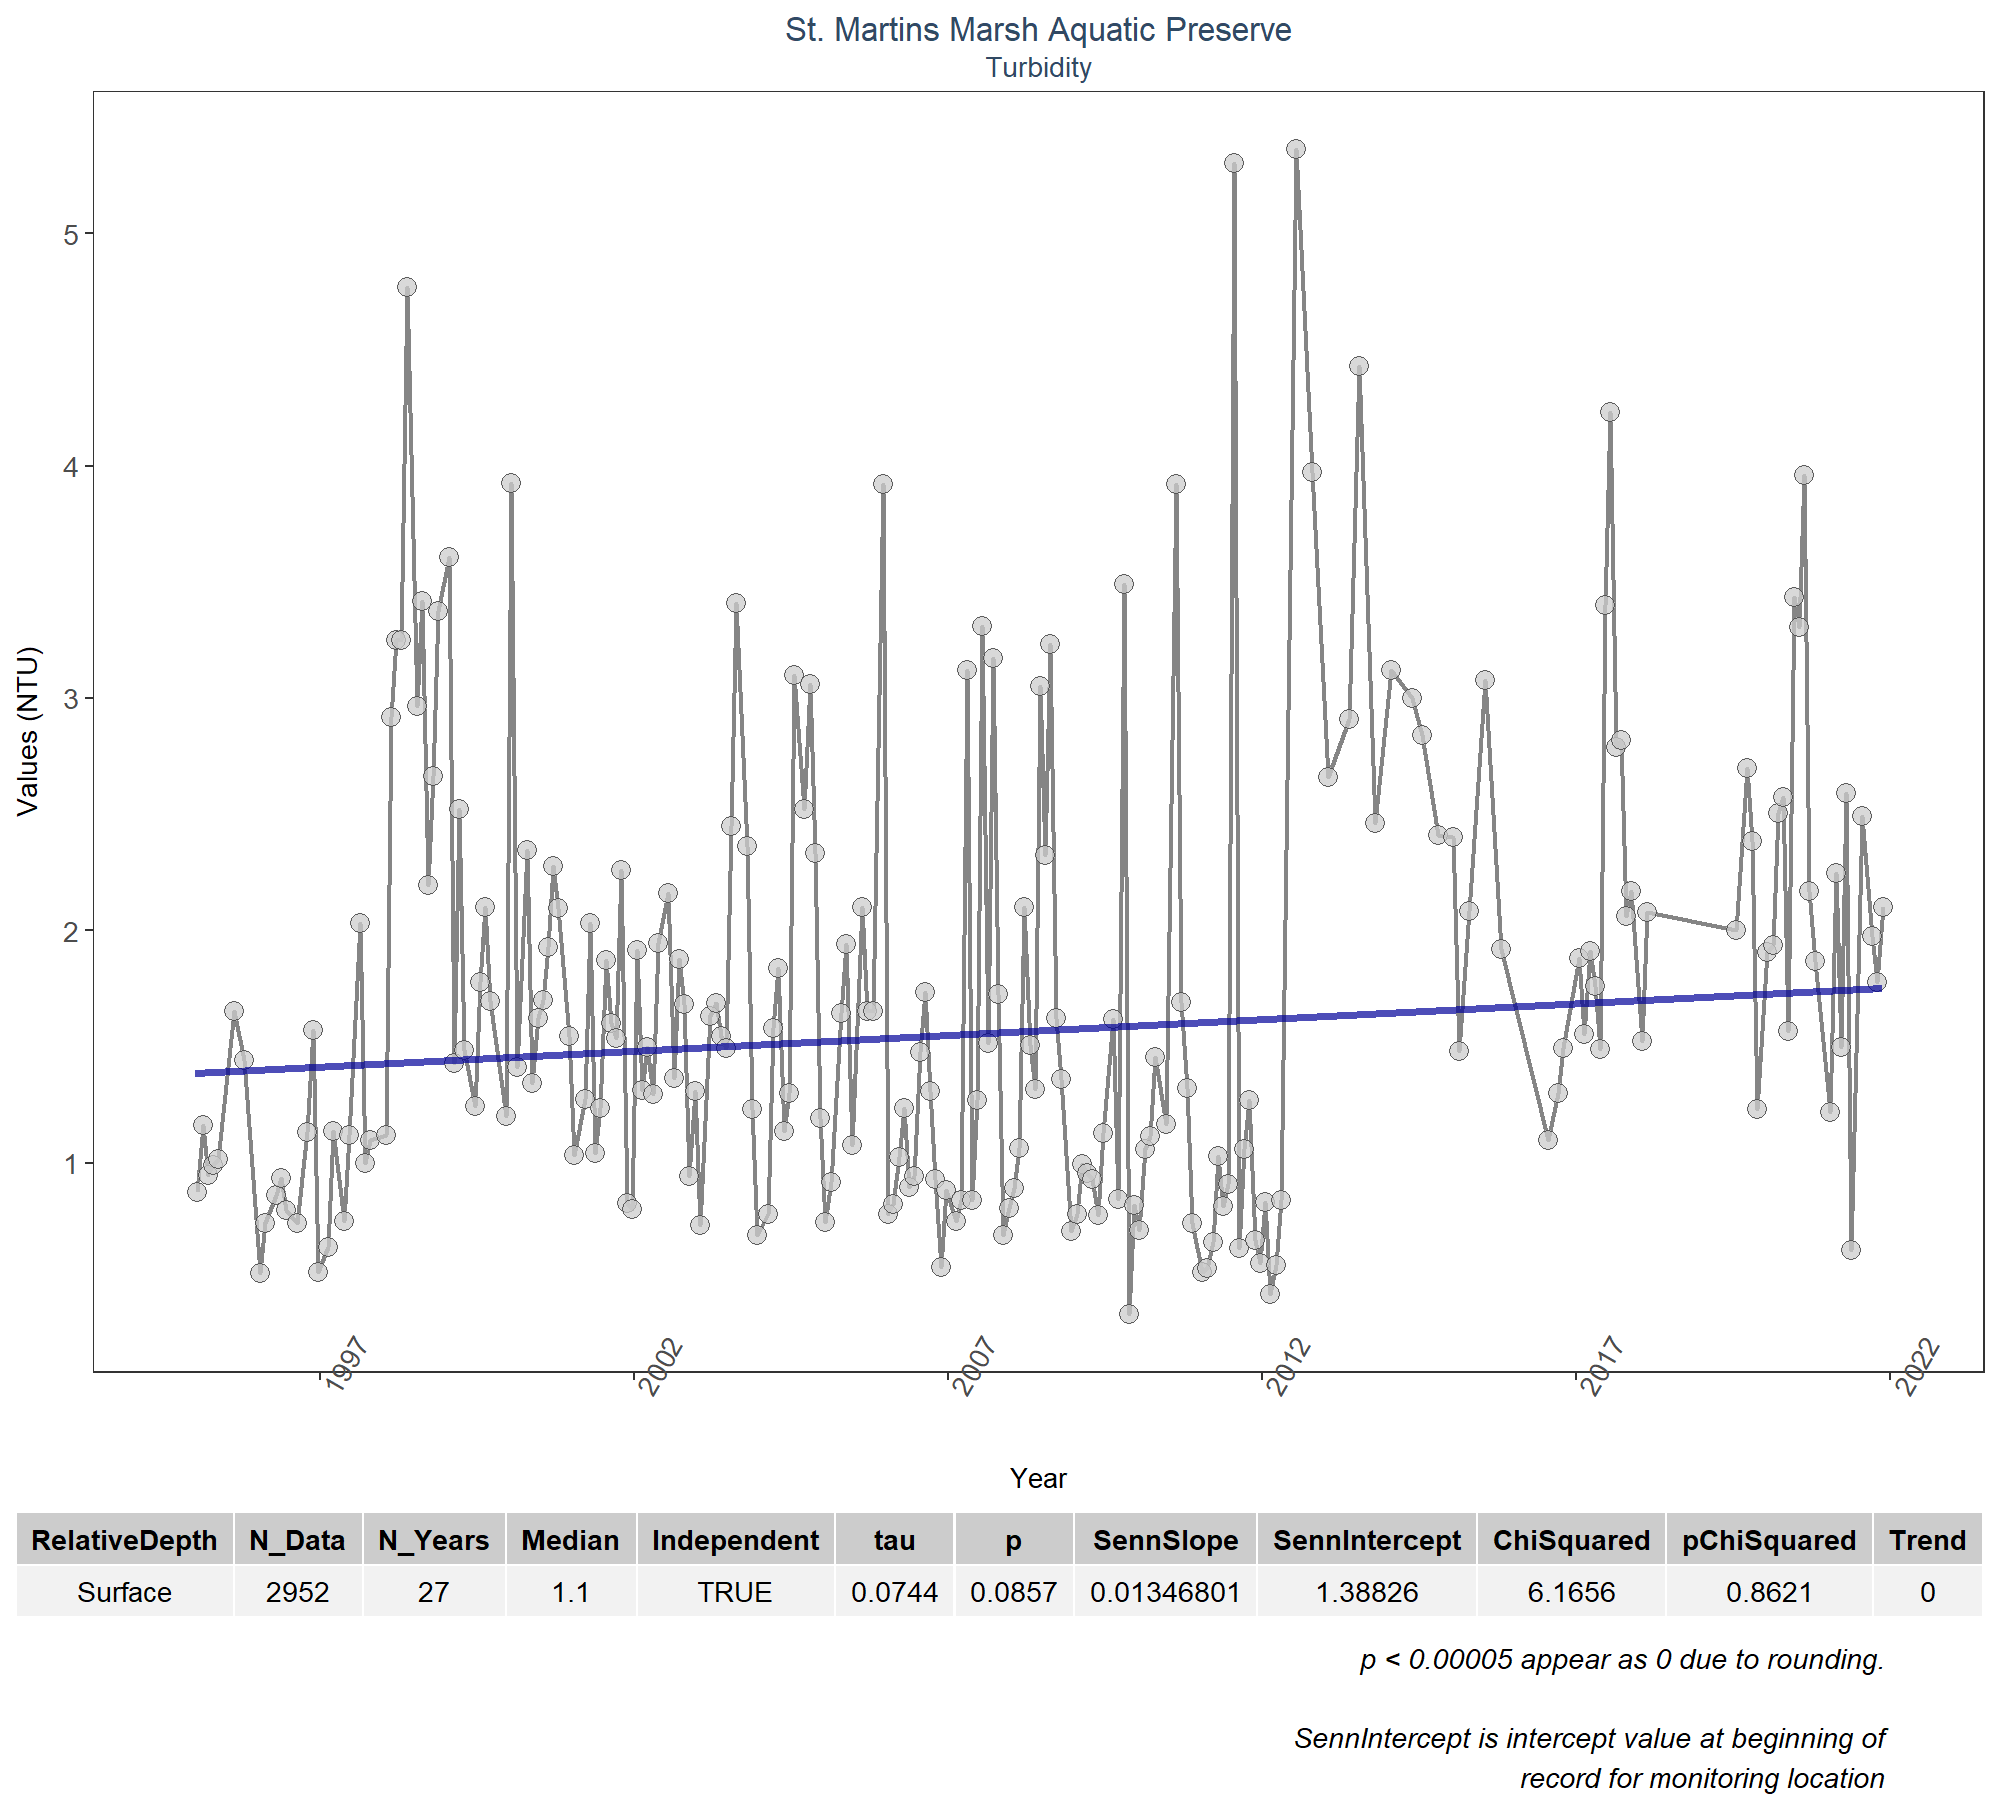 St. Martins Marsh Aquatic Preserve
Turbidity
Values (NTU)
5
4
3
2
1
1997 2002 2007 2012 2017 2022
Year
RelativeDepth N_Data N_Years Median Independent tau p SennSlope SennIntercept ChiSquared pChiSquared Trend
Surface 2952 27 1.1 TRUE 0.0744 0.0857 0.01346801 1.38826 6.1656 0.8621 0
p < 0.00005 appear as 0 due to rounding.
SennIntercept is intercept value at beginning of
record for monitoring location